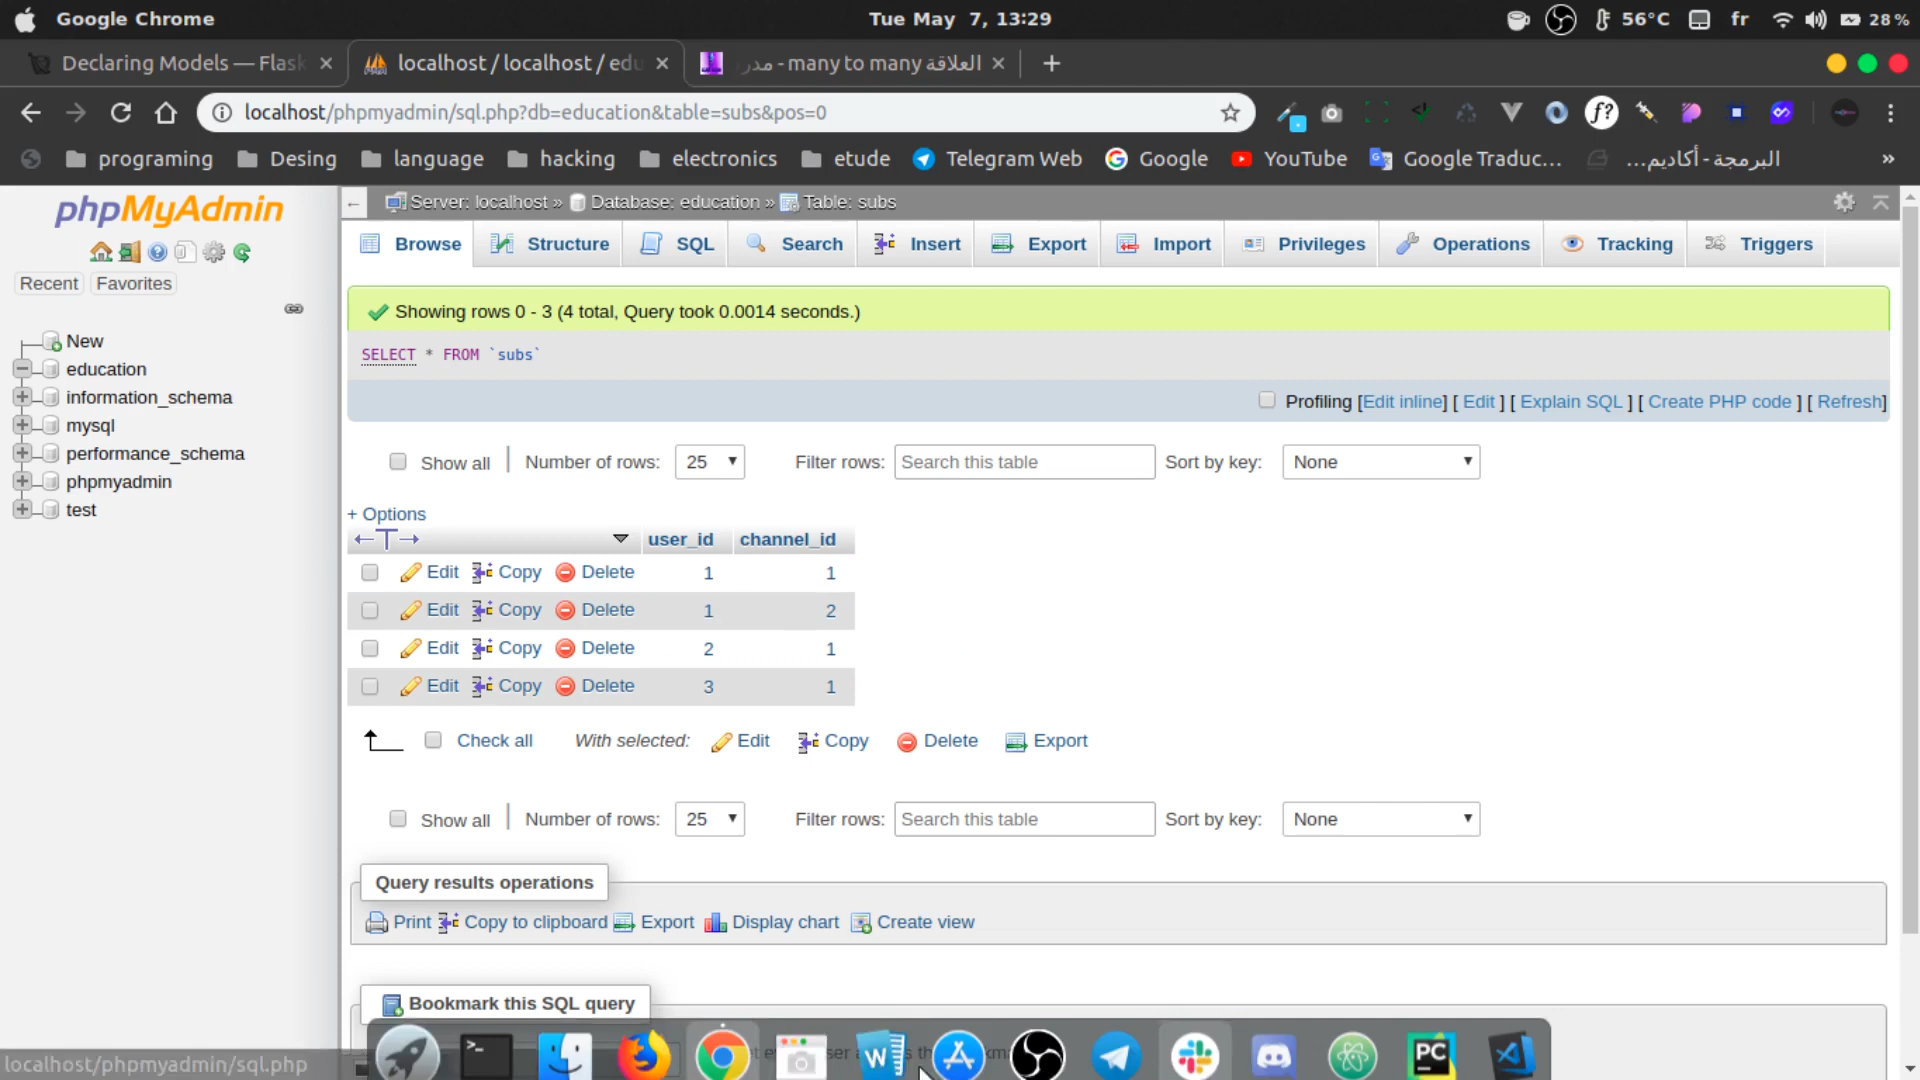 Google Chrome
Tue May 7, 13:29
56°C
fr
28 %
Declaring Models — Flask
localhost / localhost / edu
العلاقة many to many - مدر
localhost/phpmyadmin/sql.php?db=education&table=subs&pos=0
f?
programing
Desing
language
hacking
electronics
etude
Telegram Web
Google
YouTube
Google Traduc...
البرمجة - أكاديم...
»
phpMyAdmin
Recent
Favorites
New
education
information_schema
mysql
performance_schema
phpmyadmin
test
Server: localhost » Database: education » Table: subs
Browse
Structure
SQL
Search
Insert
Export
Import
Privileges
Operations
Tracking
Triggers
Showing rows 0 - 3 (4 total, Query took 0.0014 seconds.)
SELECT * FROM `subs`
Profiling [Edit inline] [ Edit ] [ Explain SQL ] [ Create PHP code ] [ Refresh]
Show all | Number of rows: 25 Filter rows: Search this table Sort by key: None
+ Options
←T→ user_id channel_id
Edit Copy Delete 1 1
Edit Copy Delete 1 2
Edit Copy Delete 2 1
Edit Copy Delete 3 1
Check all With selected: Edit Copy Delete Export
Show all | Number of rows: 25 Filter rows: Search this table Sort by key: None
Query results operations
Print Copy to clipboard Export Display chart Create view
Bookmark this SQL query
localhost/phpmyadmin/sql.php
>_
W
PC